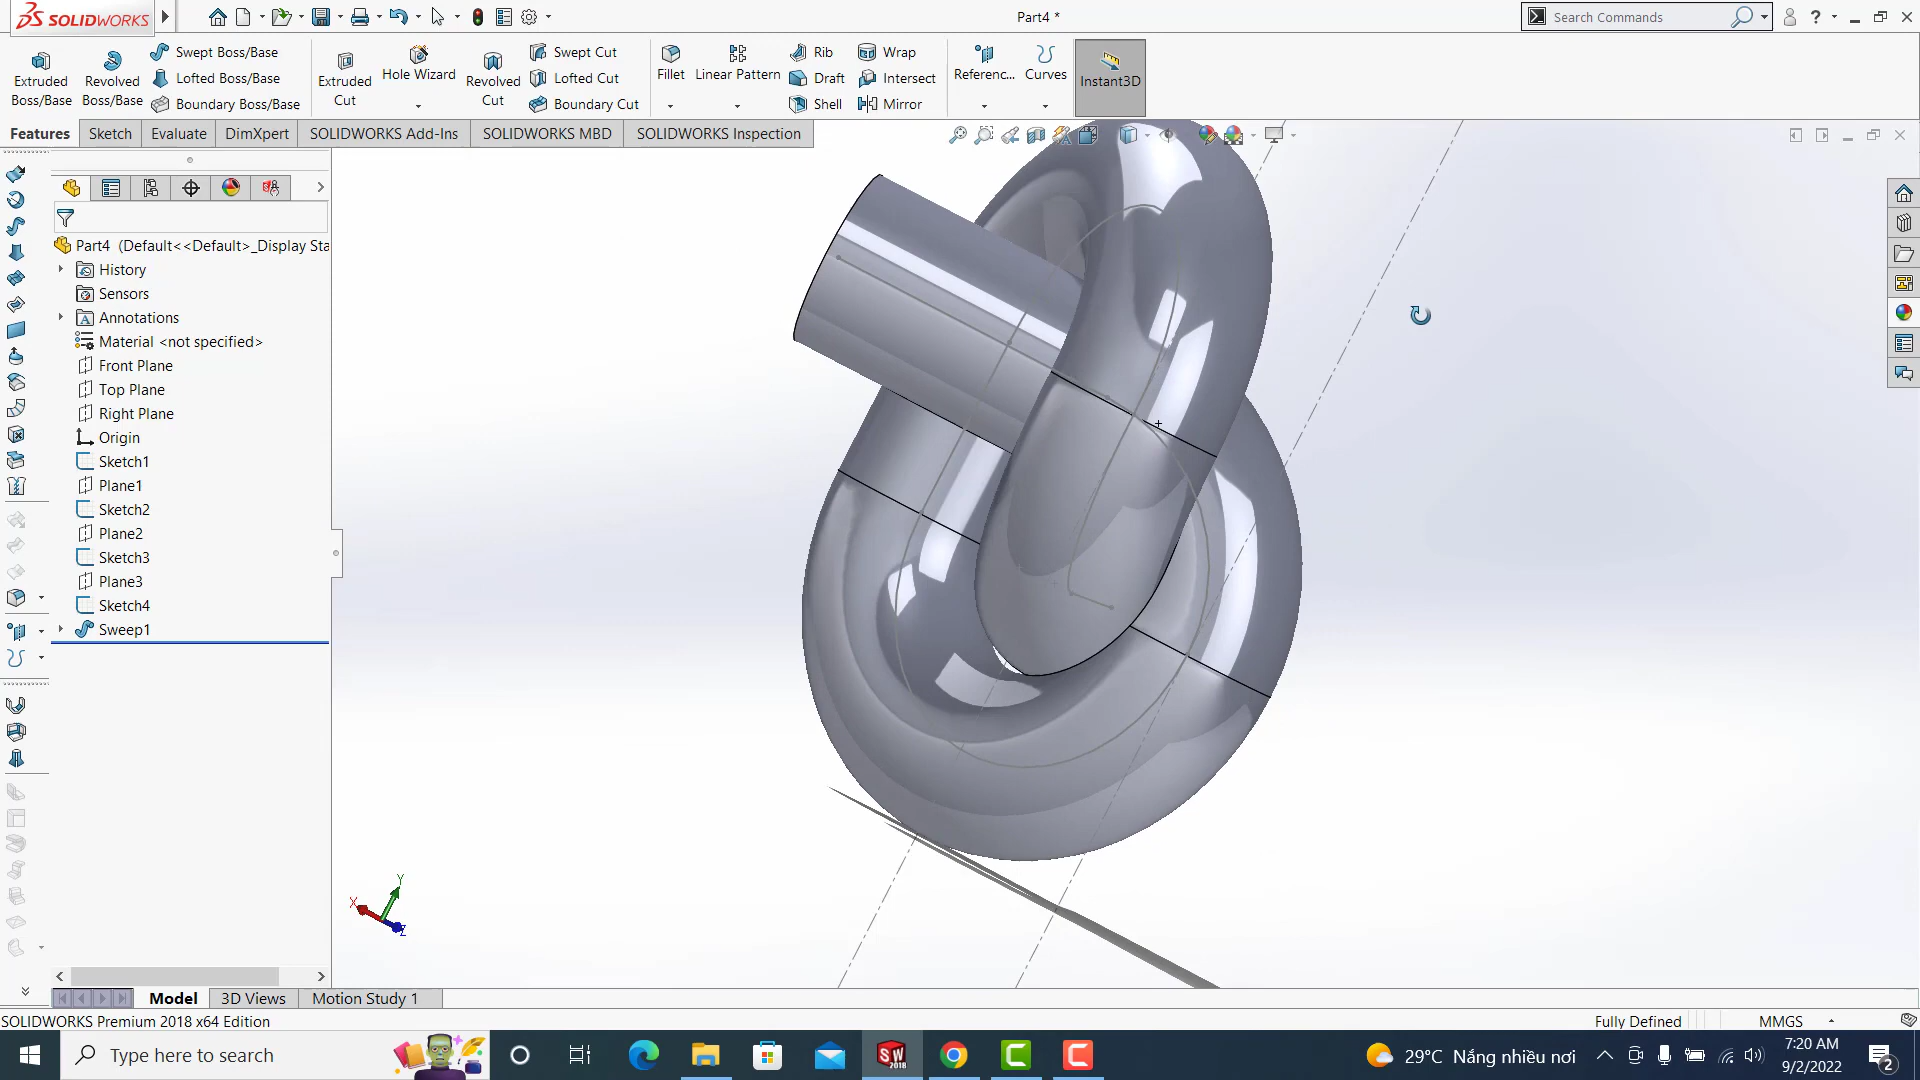 SOLIDWORKS
Part4 *
Search Commands
Extruded Boss/Base
Revolved Boss/Base
Swept Boss/Base
Lofted Boss/Base
Boundary Boss/Base
Extruded Cut
Hole Wizard
Revolved Cut
Swept Cut
Lofted Cut
Boundary Cut
Fillet
Linear Pattern
Rib
Draft
Shell
Wrap
Intersect
Mirror
Referenc...
Curves
Instant3D
Features
Sketch
Evaluate
DimXpert
SOLIDWORKS Add-Ins
SOLIDWORKS MBD
SOLIDWORKS Inspection
Part4 (Default<<Default>_Display Sta
History
Sensors
Annotations
Material <not specified>
Front Plane
Top Plane
Right Plane
Origin
Sketch1
Plane1
Sketch2
Plane2
Sketch3
Plane3
Sketch4
Sweep1
Y
X
Z
Model
3D Views
Motion Study 1
SOLIDWORKS Premium 2018 x64 Edition
Fully Defined
MMGS
Type here to search
SW
2018
29°C Nắng nhiều nơi
7:20 AM
9/2/2022
2